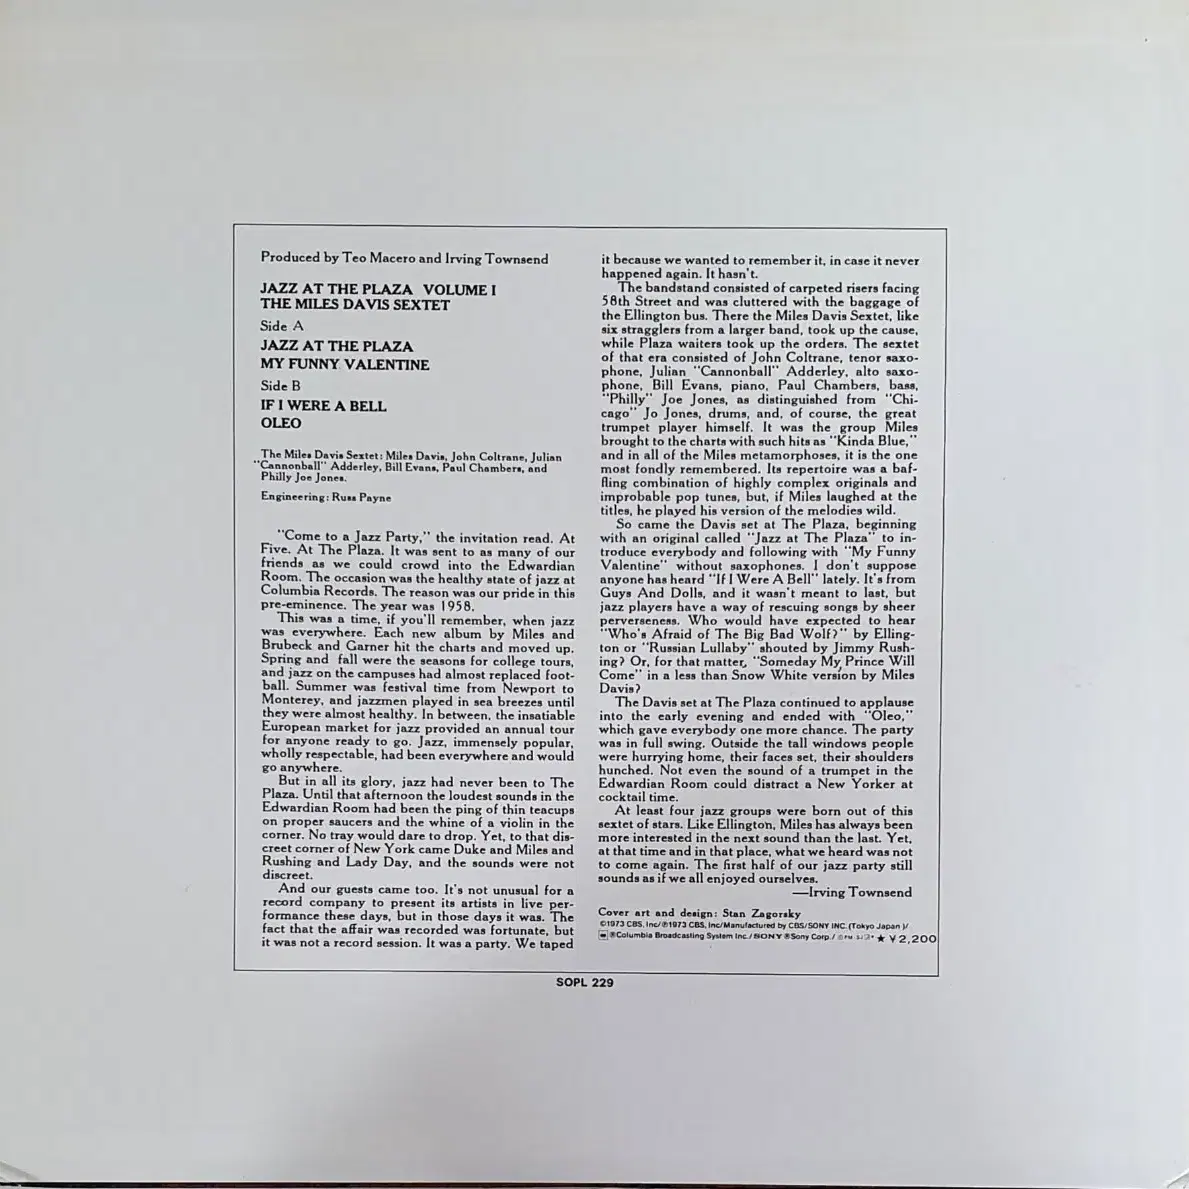 Produced by Teo Macero and Irving Townsend
JAZZ AT THE PLAZA VOLUME I
THE MILES DAVIS SEXTET
Side A
JAZZ AT THE PLAZA
MY FUNNY VALENTINE
Side B
IF I WERE A BELL
OLEO
The Miles Davis Sextet: Miles Davis, John Coltrane, Julian
"Cannonball" Adderley, Bill Evans, Paul Chambers, and
Philly Joe Jones.
Engineering: Russ Payne
"Come to a Jazz Party," the invitation read. At
Five. At The Plaza. It was sent to as many of our
friends as we could crowd into the Edwardian
Room. The occasion was the healthy state of jazz at
Columbia Records. The reason was our pride in this
pre-eminence. The year was 1958.
This was a time, if you'll remember, when jazz
was everywhere. Each new album by Miles and
Brubeck and Garner hit the charts and moved up.
Spring and fall were the seasons for college tours,
and jazz on the campuses had almost replaced foot-
ball. Summer was festival time from Newport to
Monterey, and jazzmen played in sea breezes until
they were almost healthy. In between, the insatiable
European market for jazz provided an annual tour
for anyone ready to go. Jazz, immensely popular,
wholly respectable, had been everywhere and would
go anywhere.
But in all its glory, jazz had never been to The
Plaza. Until that afternoon the loudest sounds in the
Edwardian Room had been the ping of thin teacups
on proper saucers and the whine of a violin in the
corner. No tray would dare to drop. Yet, to that dis-
creet corner of New York came Duke and Miles and
Rushing and Lady Day, and the sounds were not
discreet.
And our guests came too. It's not unusual for a
record company to present its artists in live per-
formance these days, but in those days it was. The
fact that the affair was recorded was fortunate, but
it was not a record session. It was a party. We taped
it because we wanted to remember it, in case it never
happened again. It hasn't.
The bandstand consisted of carpeted risers facing
58th Street and was cluttered with the baggage of
the Ellington bus. There the Miles Davis Sextet, like
six stragglers from a larger band, took up the cause,
while Plaza waiters took up the orders. The sextet
of that era consisted of John Coltrane, tenor saxo-
phone, Julian "Cannonball" Adderley, alto saxo-
phone, Bill Evans, piano, Paul Chambers, bass,
"Philly" Joe Jones, as distinguished from "Chi-
cago" Jo Jones, drums, and, of course, the great
trumpet player himself. It was the group Miles
brought to the charts with such hits as "Kinda Blue,"
and in all of the Miles metamorphoses, it is the one
most fondly remembered. Its repertoire was a baf-
fling combination of highly complex originals and
improbable pop tunes, but, if Miles laughed at the
titles, he played his version of the melodies wild.
So came the Davis set at The Plaza, beginning
with an original called "Jazz at The Plaza" to in-
troduce everybody and following with "My Funny
Valentine" without saxophones. I don't suppose
anyone has heard "If I Were A Bell" lately. It's from
Guys And Dolls, and it wasn't meant to last, but
jazz players have a way of rescuing songs by sheer
perverseness. Who would have expected to hear
"Who's Afraid of The Big Bad Wolf?" by Elling-
ton or "Russian Lullaby" shouted by Jimmy Rush-
ing? Or, for that matter, "Someday My Prince Will
Come" in a less than Snow White version by Miles
Davis?
The Davis set at The Plaza continued to applause
into the early evening and ended with "Oleo,"
which gave everybody one more chance. The party
was in full swing. Outside the tall windows people
were hurrying home, their faces set, their shoulders
hunched. Not even the sound of a trumpet in the
Edwardian Room could distract a New Yorker at
cocktail time.
At least four jazz groups were born out of this
sextet of stars. Like Ellington, Miles has always been
more interested in the next sound than the last. Yet,
at that time and in that place, what we heard was not
to come again. The first half of our jazz party still
sounds as if we all enjoyed ourselves.
—Irving Townsend
Cover art and design: Stan Zagorsky
©1973 CBS, Inc/℗1973 CBS, Inc/Manufactured by CBS/SONY INC. (Tokyo Japan )/
®Columbia Broadcasting System Inc./SONY ®Sony Corp./ ★ ¥2,200
SOPL 229